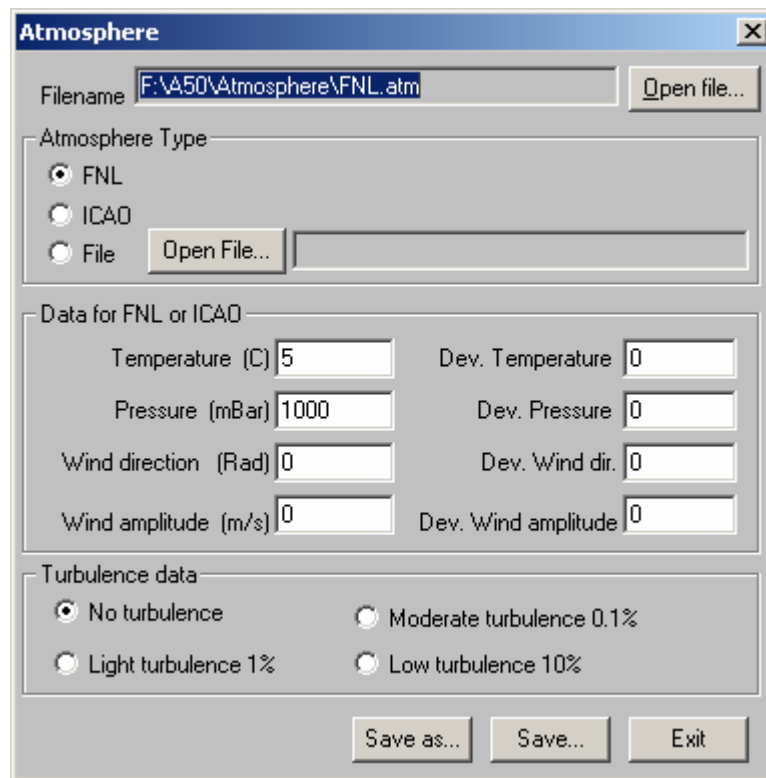 Atmosphere
Filename F:\A50\Atmosphere\FNL.atm Open file...
Atmosphere Type
FNL
ICAO
File Open File...
Data for FNL or ICAO
Temperature (C) 5 Dev. Temperature 0
Pressure (mBar) 1000 Dev. Pressure 0
Wind direction (Rad) 0 Dev. Wind dir. 0
Wind amplitude (m/s) 0 Dev. Wind amplitude 0
Turbulence data
No turbulence Moderate turbulence 0.1%
Light turbulence 1% Low turbulence 10%
Save as... Save... Exit